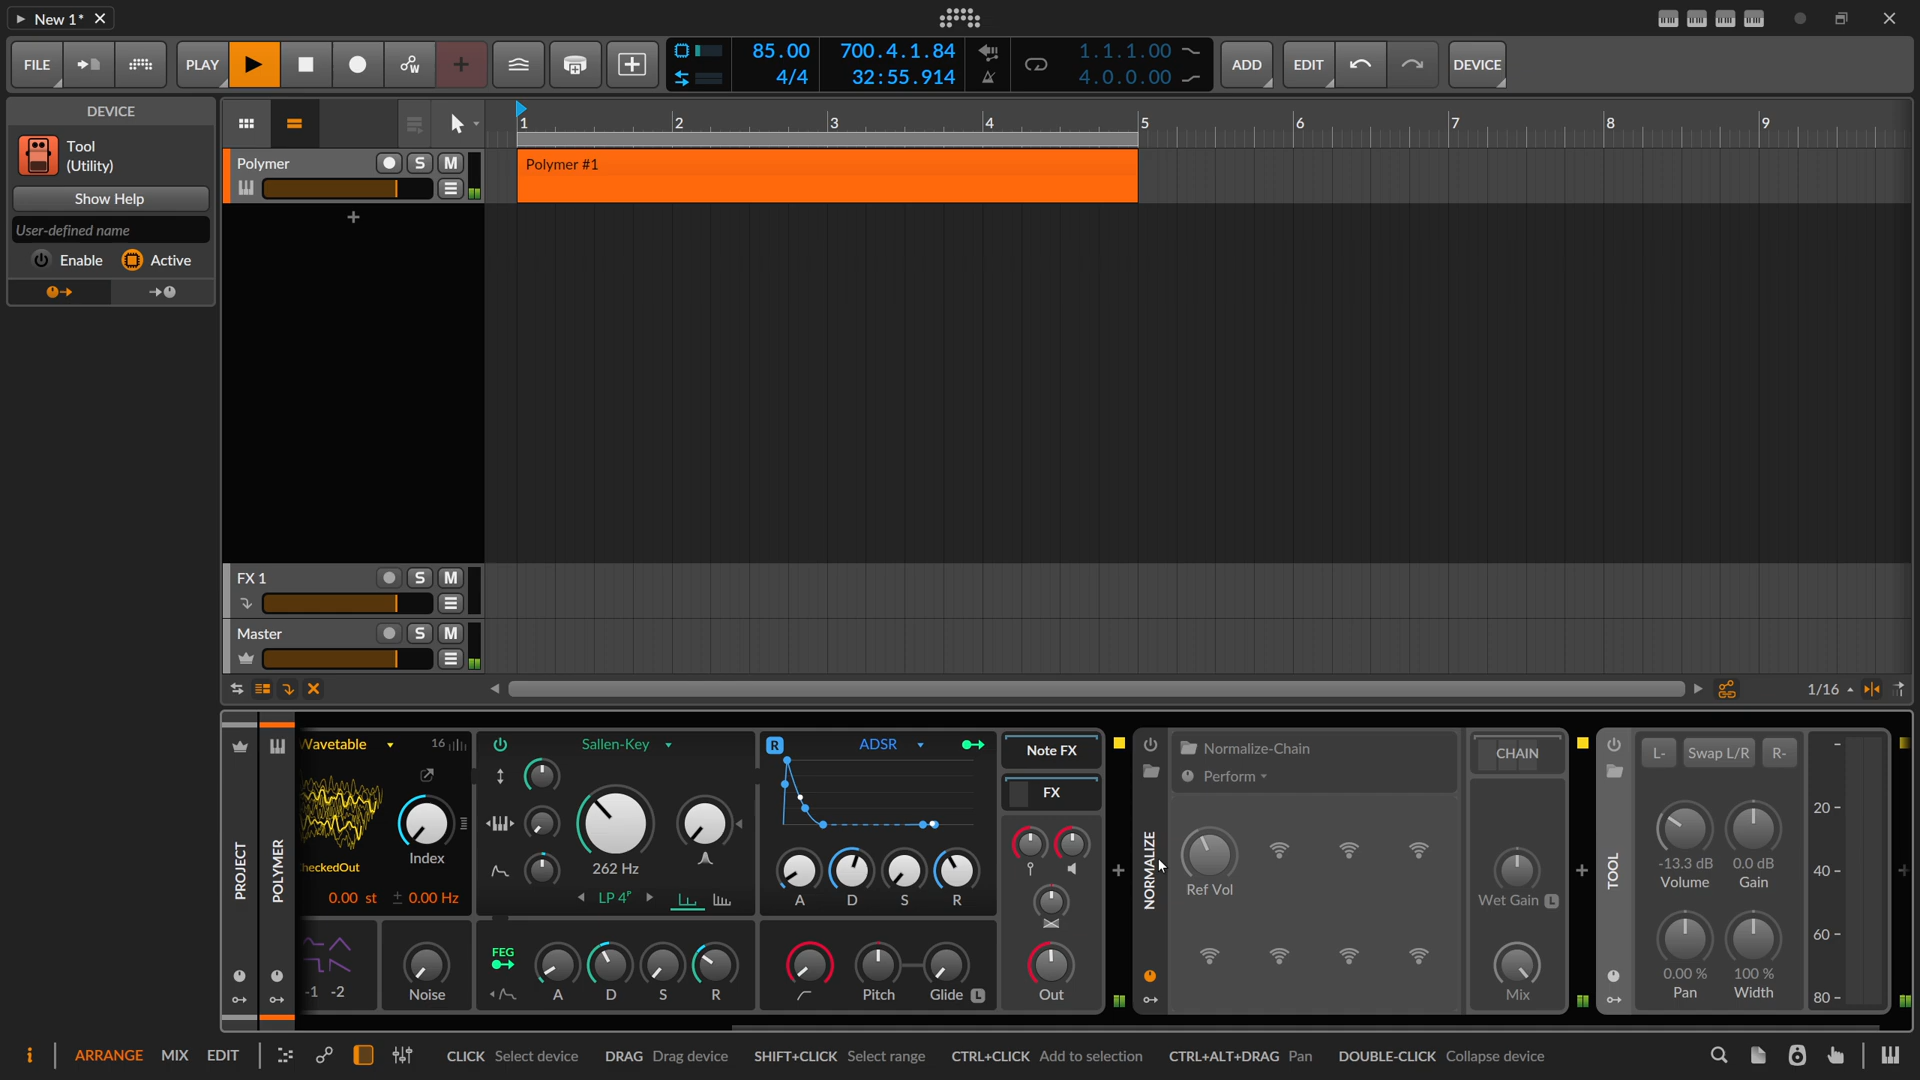 New 1*
FILE PLAY W 85.00 4/4 700.4.1.84 32:55.914 1.1.1.00 4.0.0.00 ADD EDIT DEVICE
DEVICE
Tool
(Utility)
Show Help
User-defined name
Enable Active
1 2 3 4 5 6 7 8 9
Polymer S M
Polymer #1
FX 1 S M
Master S M
1/16
PROJECT
POLYMER
Wavetable 16
Index
heckedOut
0.00 st ± 0.00 Hz
-1 -2
Noise
Sallen-Key
262 Hz
LP 4ᴾ
FEG
A D S R
R ADSR
A D S R
Pitch Glide L
Note FX
FX
Out
NORMALIZE
Normalize-Chain
Perform
Ref Vol
CHAIN
Wet Gain L
Mix
TOOL
L- Swap L/R R-
-13.3 dB 0.0 dB
Volume Gain
0.00 % 100 %
Pan Width
20 -
40 -
60 -
80 -
i ARRANGE MIX EDIT CLICK Select device DRAG Drag device SHIFT+CLICK Select range CTRL+CLICK Add to selection CTRL+ALT+DRAG Pan DOUBLE-CLICK Collapse device